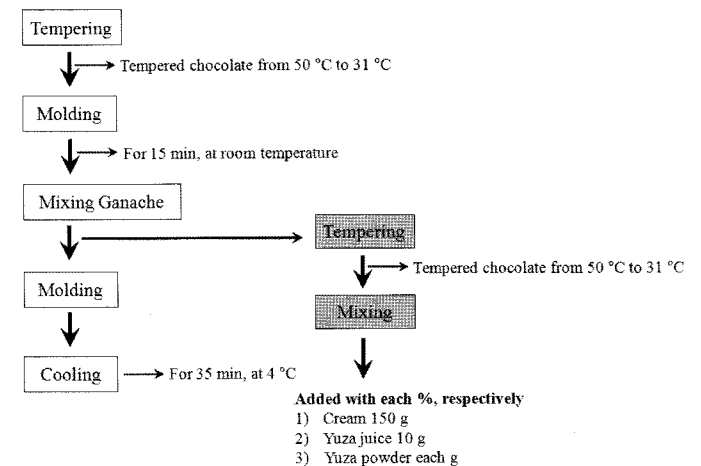 Tempering
Tempered chocolate from 50 °C to 31 °C
Molding
For 15 min, at room temperature
Mixing Ganache
Tempering
Tempered chocolate from 50 °C to 31 °C
Molding
Mixing
Cooling
For 35 min, at 4 °C
Added with each %, respectively
1) Cream 150 g
2) Yuza juice 10 g
3) Yuza powder each g